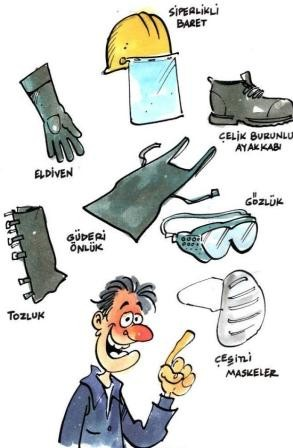 SİPERLİKLİ
BARET
ELDİVEN
ÇELİK BURUNLU
AYAKKABI
GÜDERİ
ÖNLÜK
GÖZLÜK
TOZLUK
ÇEŞİTLİ
MASKELER